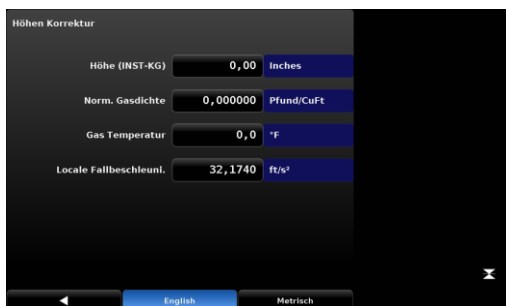 Höhen Korrektur
Höhe (INST-KG) 0,00 Inches
Norm. Gasdichte 0,000000 Pfund/CuFt
Gas Temperatur 0,0 °F
Locale Fallbeschleuni. 32,1740 ft/s²
English Metrisch